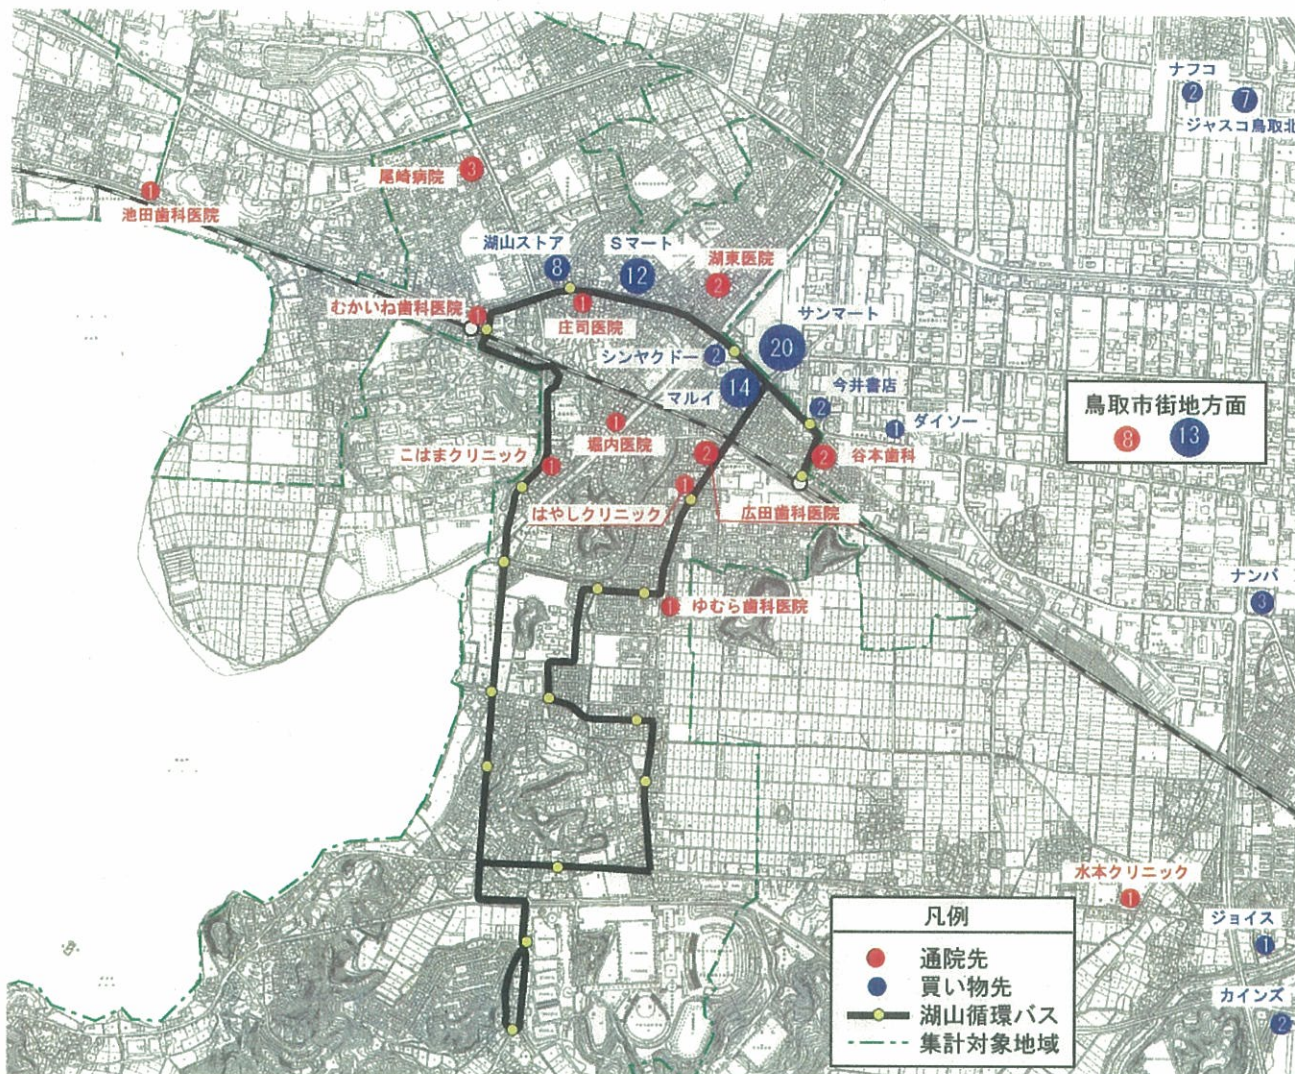 ナフコ
2
7
ジャスコ鳥取北
尾崎病院
3
1
池田歯科医院
湖山ストア
8
Sマート
12
湖東医院
2
むかいね歯科医院
1
1
庄司医院
サンマート
20
シンヤクドー
2
マルイ
14
今井書店
2
ダイソー
1
鳥取市街地方面
8
13
堀内医院
1
こはまクリニック
1
2
谷本歯科
2
1
はやしクリニック
広田歯科医院
ナンバ
3
1
ゆむら歯科医院
水本クリニック
1
ジョイス
1
カインズ
2
凡例
通院先
買い物先
湖山循環バス
集計対象地域